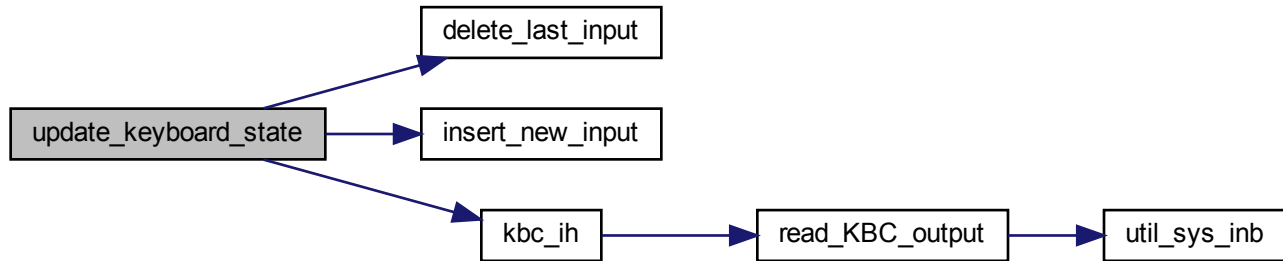 delete_last_input
update_keyboard_state
insert_new_input
kbc_ih
read_KBC_output
util_sys_inb